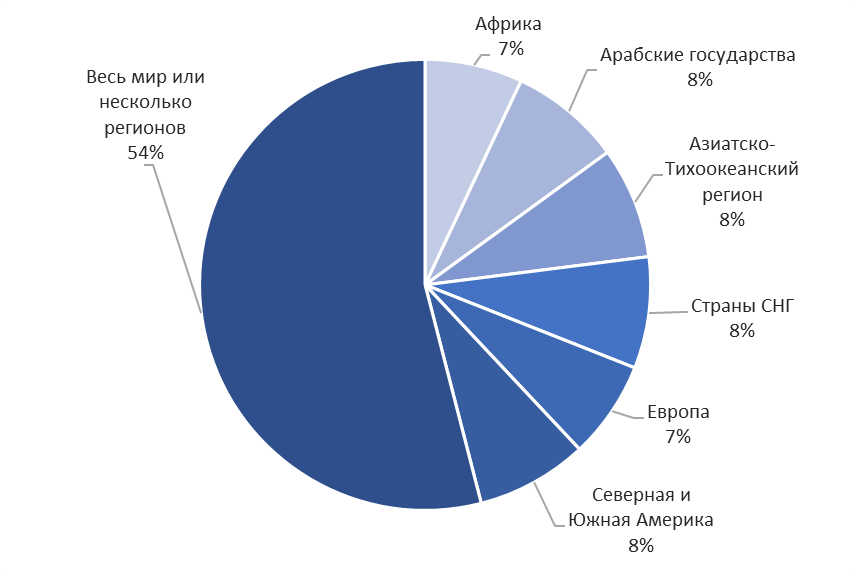 Африка
7%
Арабские государства
8%
Азиатско-
Тихоокеанский
регион
8%
Страны СНГ
8%
Европа
7%
Северная и
Южная Америка
8%
Весь мир или
несколько
регионов
54%